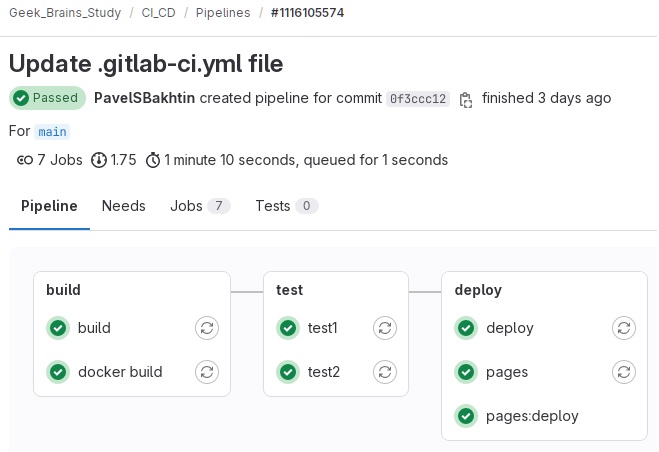 Geek_Brains_Study / CI_CD / Pipelines / #1116105574
Update .gitlab-ci.yml file
Passed PavelSBakhtin created pipeline for commit 0f3ccc12 finished 3 days ago
For main
7 Jobs 1.75 1 minute 10 seconds, queued for 1 seconds
Pipeline Needs Jobs 7 Tests 0
build
build
docker build
test
test1
test2
deploy
deploy
pages
pages:deploy